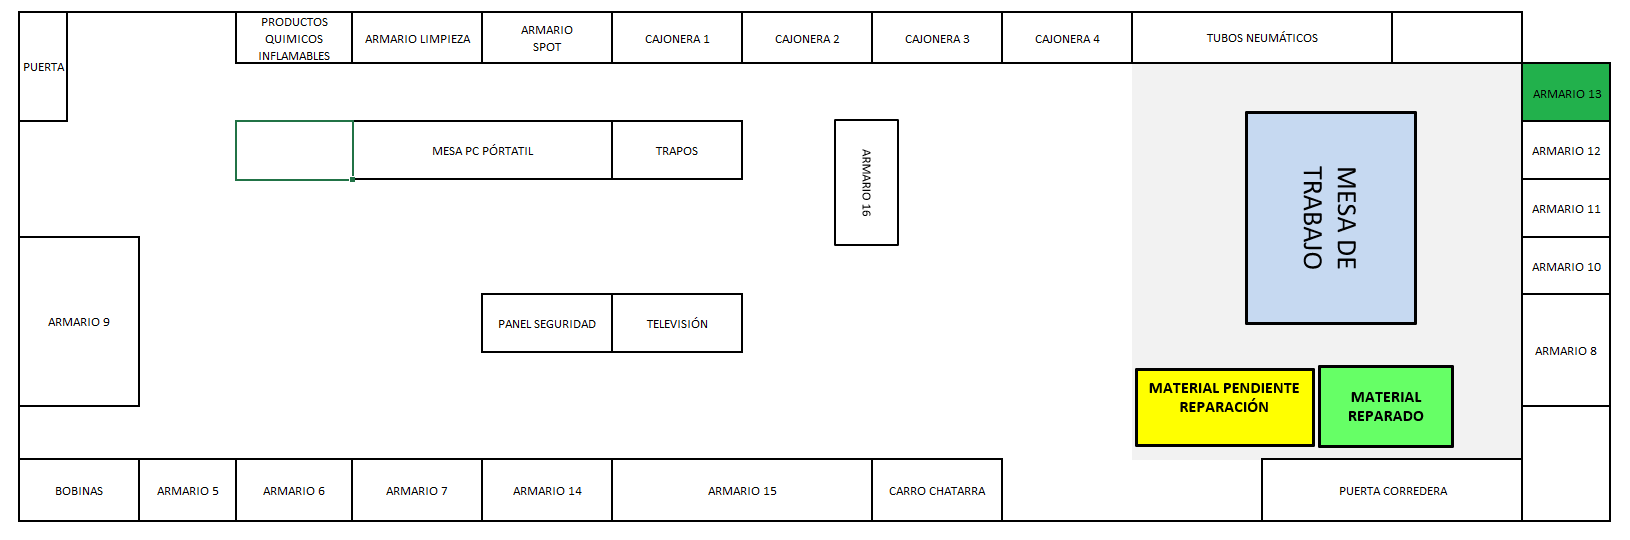 PUERTA
PRODUCTOS
QUIMICOS
INFLAMABLES
ARMARIO LIMPIEZA
ARMARIO
SPOT
CAJONERA 1
CAJONERA 2
CAJONERA 3
CAJONERA 4
TUBOS NEUMÁTICOS
ARMARIO 13
MESA PC PÓRTATIL
TRAPOS
ARMARIO 16
MESA DE
TRABAJO
ARMARIO 12
ARMARIO 11
ARMARIO 10
ARMARIO 9
PANEL SEGURIDAD
TELEVISIÓN
ARMARIO 8
MATERIAL PENDIENTE
REPARACIÓN
MATERIAL
REPARADO
BOBINAS
ARMARIO 5
ARMARIO 6
ARMARIO 7
ARMARIO 14
ARMARIO 15
CARRO CHATARRA
PUERTA CORREDERA